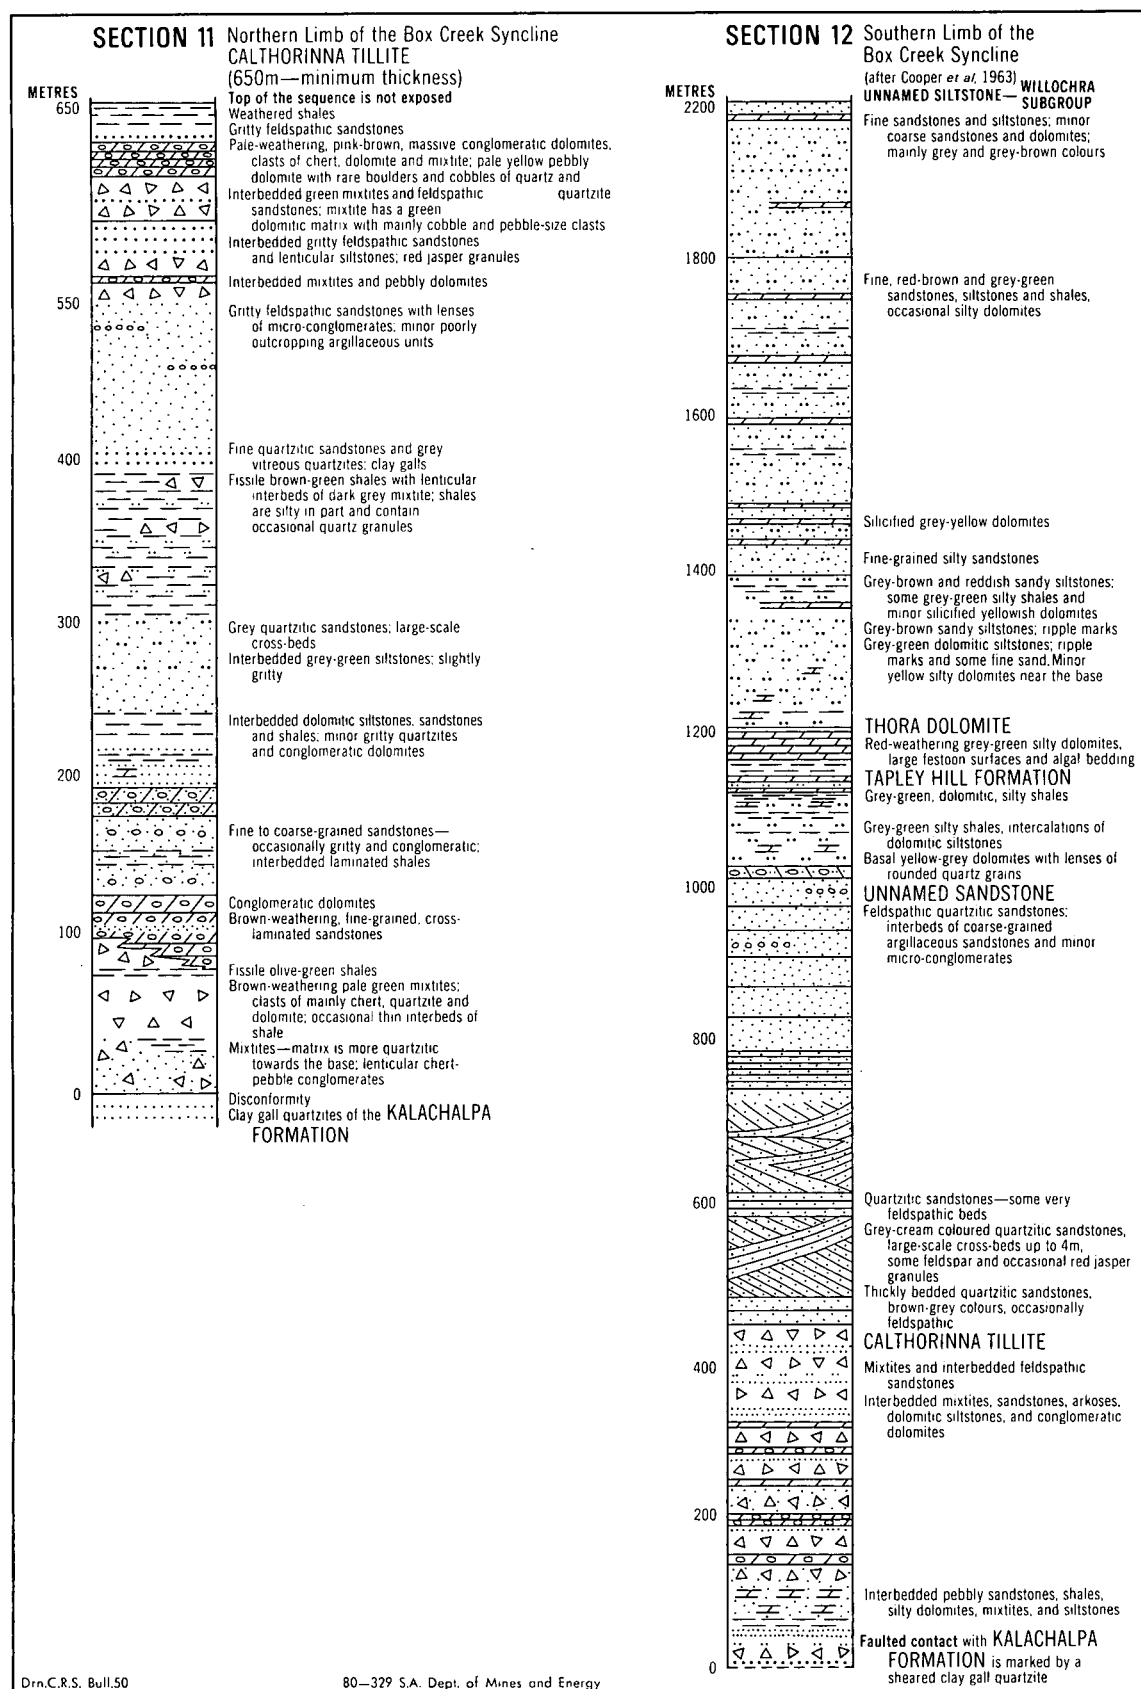 SECTION 11 Northern Limb of the Box Creek Syncline
CALTHORINNA TILLITE
(650m—minimum thickness)
METRES
Top of the sequence is not exposed
650
Weathered shales
Gritty feldspathic sandstones
Pale-weathering, pink-brown, massive conglomeratic dolomites,
clasts of chert, dolomite and mixtite; pale yellow pebbly
dolomite with rare boulders and cobbles of quartz and
Interbedded green mixtites and feldspathic quartzite
sandstones; mixtite has a green
dolomitic matrix with mainly cobble and pebble-size clasts
Interbedded gritty feldspathic sandstones
and lenticular siltstones; red jasper granules
Interbedded mixtites and pebbly dolomites
550
Gritty feldspathic sandstones with lenses
of micro-conglomerates; minor poorly
outcropping argillaceous units
Fine quartzitic sandstones and grey
400
vitreous quartzites; clay galls
Fissile brown-green shales with lenticular
interbeds of dark grey mixtite; shales
are silty in part and contain
occasional quartz granules
300
Grey quartzitic sandstones; large-scale
cross-beds
Interbedded grey-green siltstones; slightly
gritty
Interbedded dolomitic siltstones, sandstones
and shales; minor gritty quartzites
and conglomeratic dolomites
200
Fine to coarse-grained sandstones—
occasionally gritty and conglomeratic;
interbedded laminated shales
Conglomeratic dolomites
Brown-weathering, fine-grained, cross-
laminated sandstones
100
Fissile olive-green shales
Brown-weathering pale green mixtites;
clasts of mainly chert, quartzite and
dolomite; occasional thin interbeds of
shale
Mixtites—matrix is more quartzitic
towards the base; lenticular chert-
pebble conglomerates
0
Disconformity
Clay gall quartzites of the KALACHALPA
FORMATION
SECTION 12 Southern Limb of the
Box Creek Syncline
(after Cooper et al, 1963)
METRES
UNNAMED SILTSTONE— WILLOCHRA
SUBGROUP
2200
Fine sandstones and siltstones; minor
coarse sandstones and dolomites;
mainly grey and grey-brown colours
1800
Fine, red-brown and grey-green
sandstones, siltstones and shales,
occasional silty dolomites
1600
Silicified grey-yellow dolomites
Fine-grained silty sandstones
1400
Grey-brown and reddish sandy siltstones;
some grey-green silty shales and
minor silicified yellowish dolomites
Grey-brown sandy siltstones; ripple marks
Grey-green dolomitic siltstones; ripple
marks and some fine sand. Minor
yellow silty dolomites near the base
1200
THORA DOLOMITE
Red-weathering grey-green silty dolomites,
large festoon surfaces and algal bedding
TAPLEY HILL FORMATION
Grey-green, dolomitic, silty shales
Grey-green silty shales, intercalations of
dolomitic siltstones
Basal yellow-grey dolomites with lenses of
rounded quartz grains
1000
UNNAMED SANDSTONE
Feldspathic quartzitic sandstones;
interbeds of coarse-grained
argillaceous sandstones and minor
micro-conglomerates
800
600
Quartzitic sandstones—some very
feldspathic beds
Grey-cream coloured quartzitic sandstones,
large-scale cross-beds up to 4m,
some feldspar and occasional red jasper
granules
Thickly bedded quartzitic sandstones,
brown-grey colours, occasionally
feldspathic
CALTHORINNA TILLITE
400
Mixtites and interbedded feldspathic
sandstones
Interbedded mixtites, sandstones, arkoses,
dolomitic siltstones, and conglomeratic
dolomites
200
Interbedded pebbly sandstones, shales,
silty dolomites, mixtites, and siltstones
Faulted contact with KALACHALPA
FORMATION is marked by a
sheared clay gall quartzite
0
Drn.C.R.S. Bull.50
80—329 S.A. Dept. of Mines and Energy